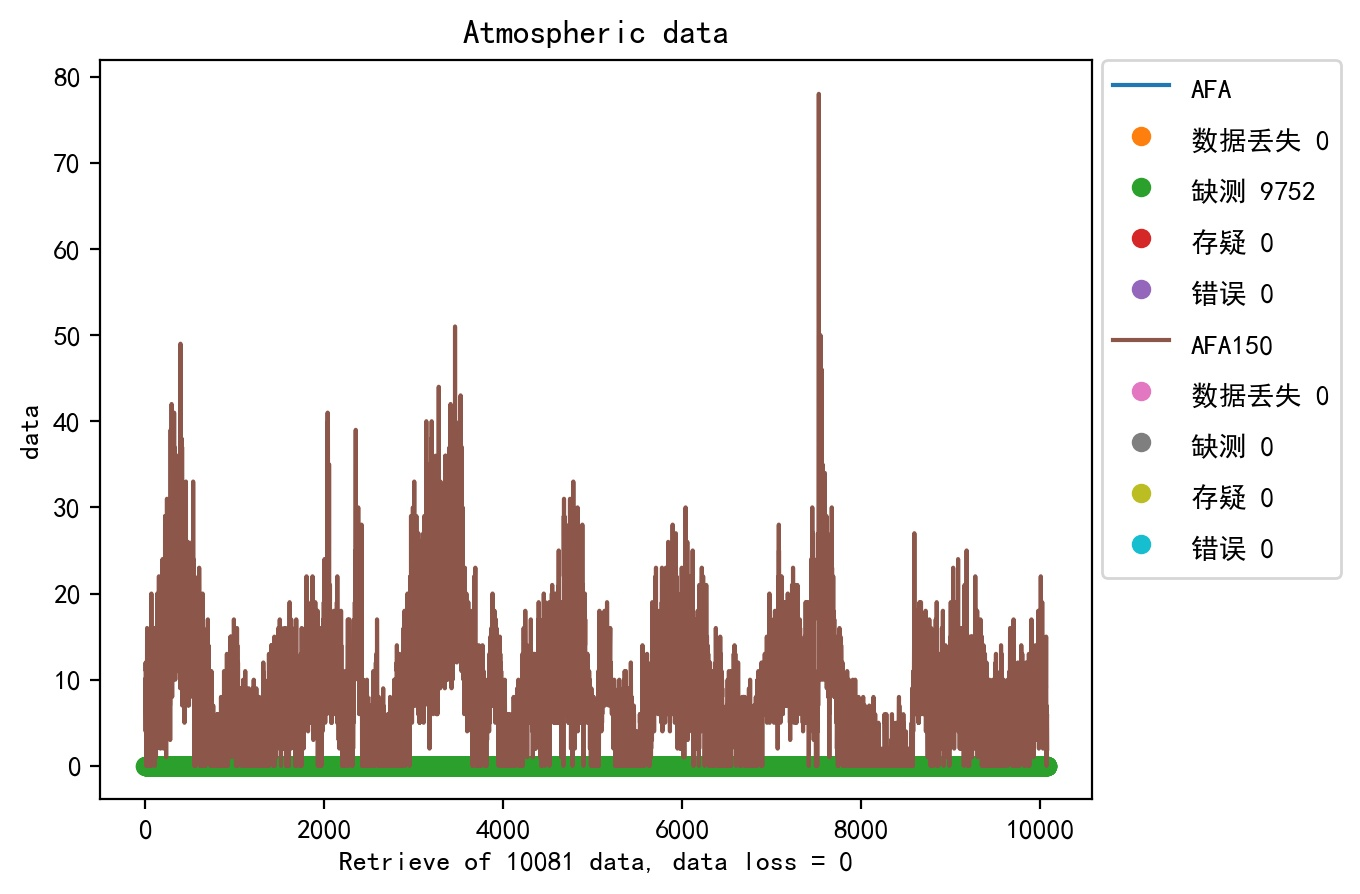 Atmospheric data
80
70
60
50
40
30
20
10
0
data
0 2000 4000 6000 8000 10000
Retrieve of 10081 data, data loss = 0
AFA
数据丢失 0
缺测 9752
存疑 0
错误 0
AFA150
数据丢失 0
缺测 0
存疑 0
错误 0